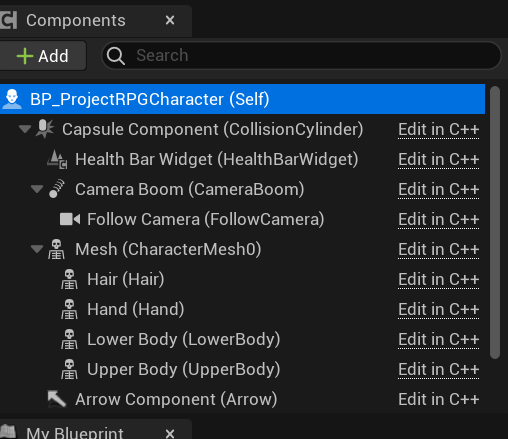 Components
Add
Search
BP_ProjectRPGCharacter (Self)
Capsule Component (CollisionCylinder) Edit in C++
Health Bar Widget (HealthBarWidget) Edit in C++
Camera Boom (CameraBoom) Edit in C++
Follow Camera (FollowCamera) Edit in C++
Mesh (CharacterMesh0) Edit in C++
Hair (Hair) Edit in C++
Hand (Hand) Edit in C++
Lower Body (LowerBody) Edit in C++
Upper Body (UpperBody) Edit in C++
Arrow Component (Arrow) Edit in C++
My Blueprint